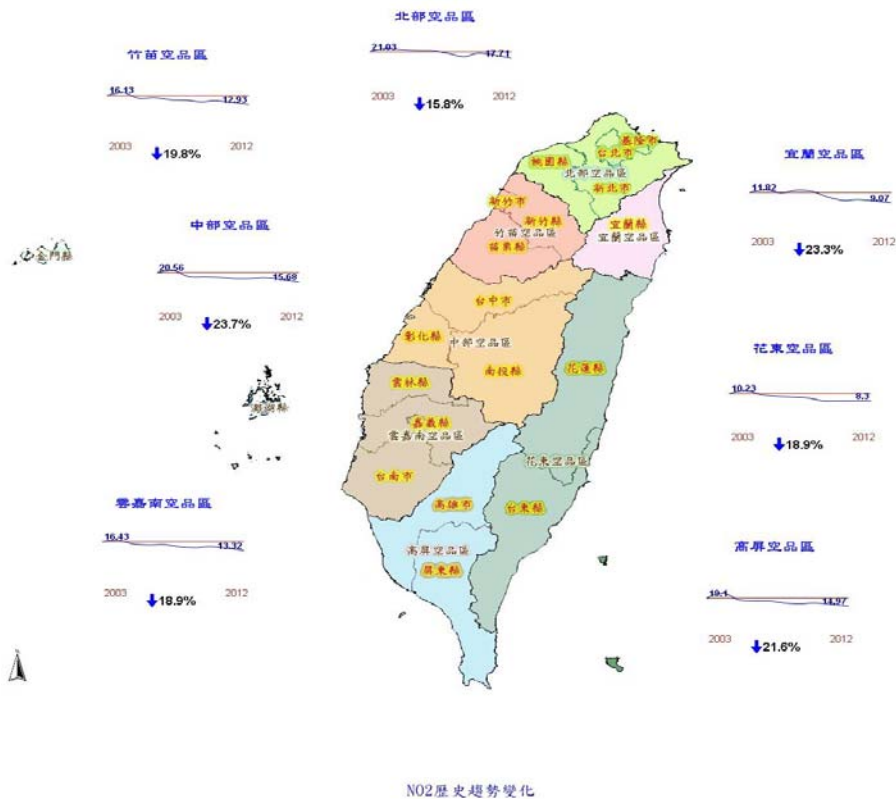 北部空品區
21.03 17.71
2003 2012
15.8%
竹苗空品區
16.13 12.93
2003 2012
19.8%
中部空品區
20.56 15.68
2003 2012
23.7%
雲嘉南空品區
16.43 13.32
2003 2012
18.9%
宜蘭空品區
11.82 9.07
2003 2012
23.3%
花東空品區
10.23 8.3
2003 2012
18.9%
高屏空品區
19.1 14.97
2003 2012
21.6%
基隆市
台北市
桃園縣
北部空品區
新北市
新竹市
新竹縣
竹苗空品區
苗栗縣
宜蘭縣
宜蘭空品區
台中市
彰化縣
中部空品區
南投縣
花蓮縣
雲林縣
嘉義縣
雲嘉南空品區
台南市
花東空品區
台東縣
高雄市
高屏空品區
屏東縣
金門縣
澎湖縣
NO2歷史趨勢變化